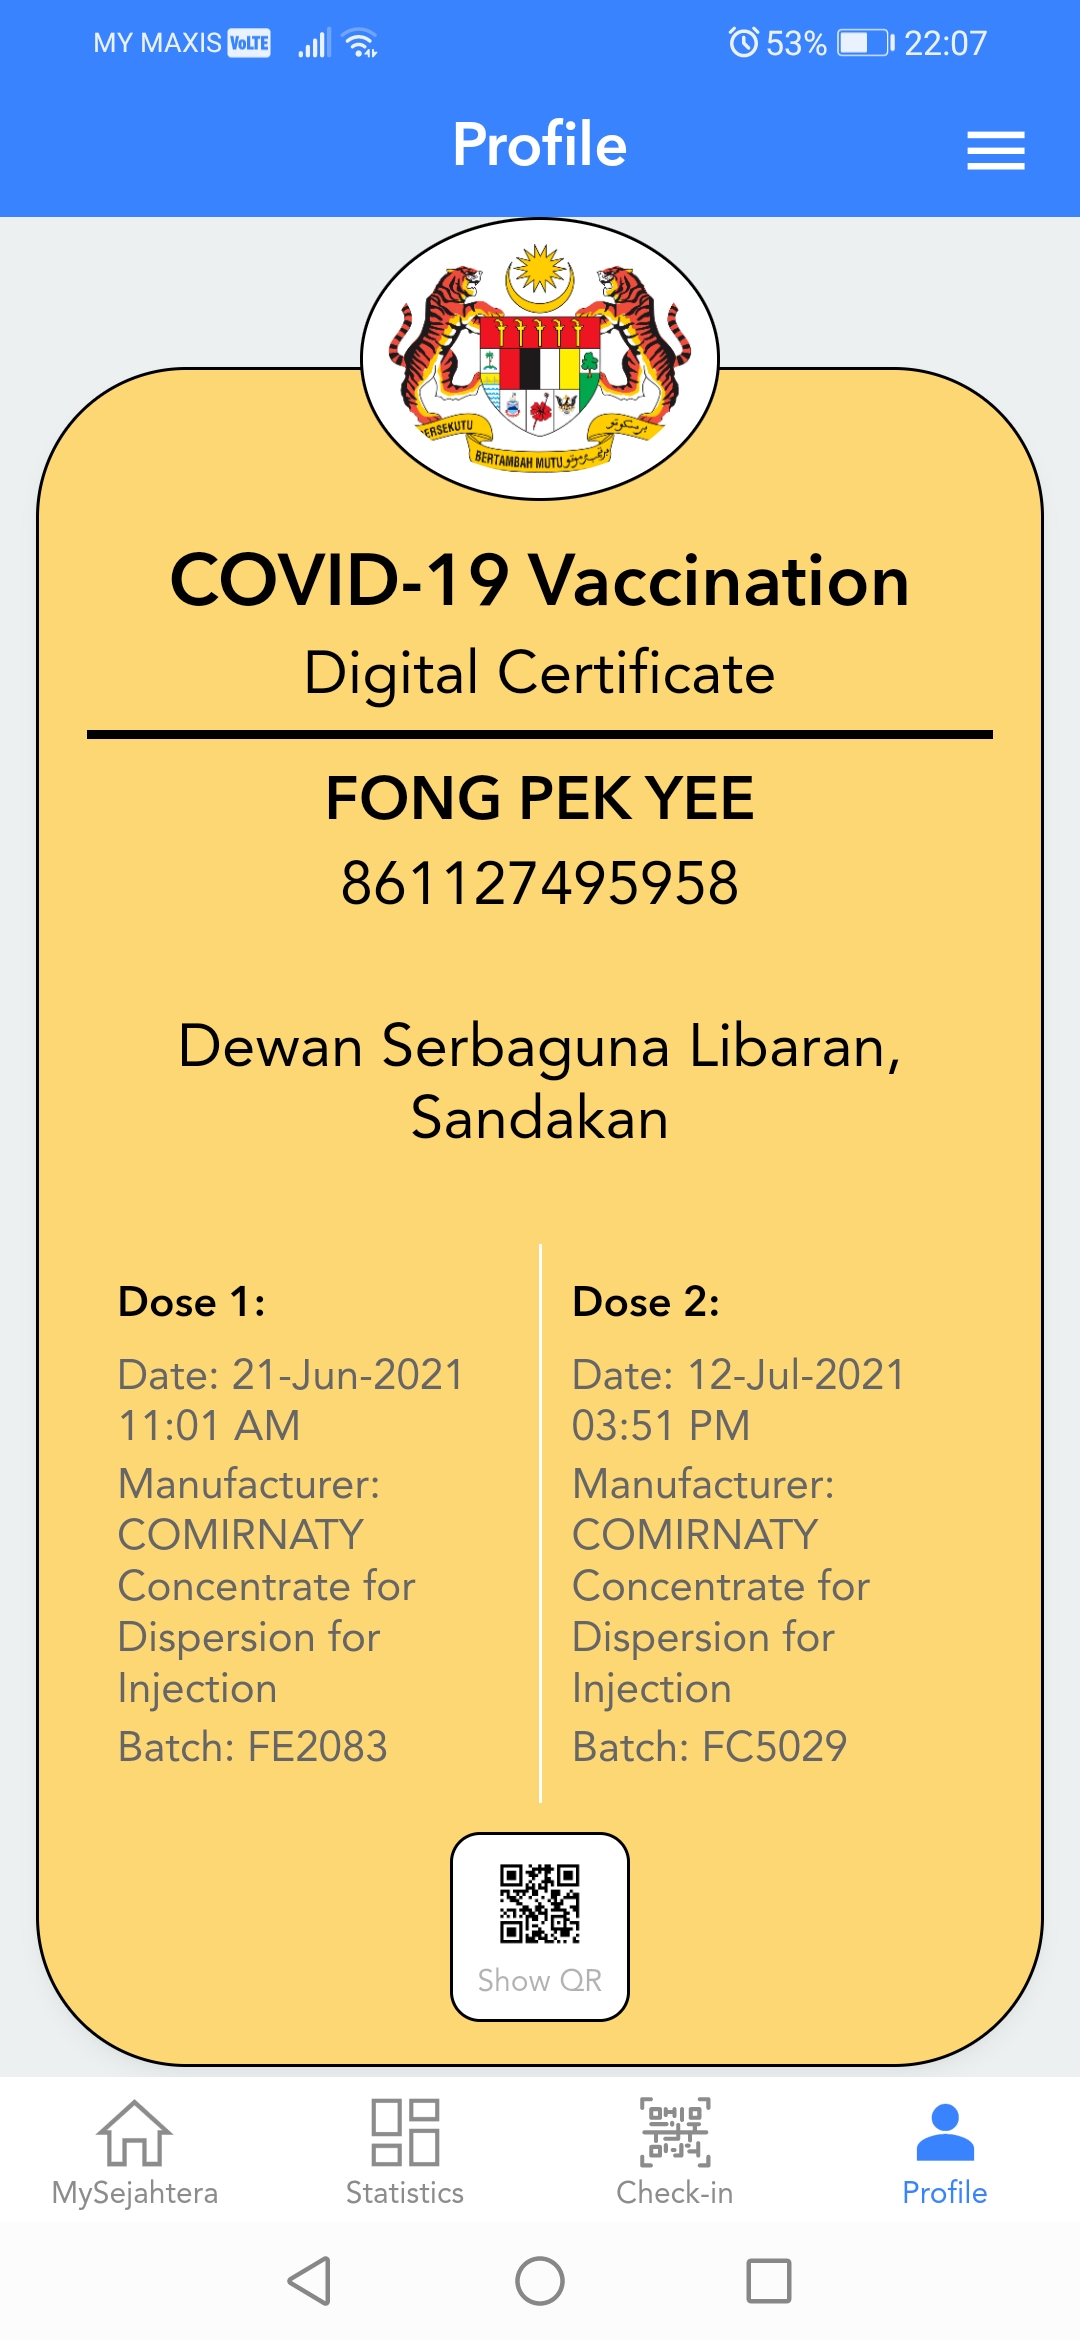 MY MAXIS VoLTE 53% 22:07
Profile
BERSEKUTU
BERTAMBAH MUTU
COVID-19 Vaccination
Digital Certificate
FONG PEK YEE
861127495958
Dewan Serbaguna Libaran,
Sandakan
Dose 1:
Date: 21-Jun-2021
11:01 AM
Manufacturer:
COMIRNATY
Concentrate for
Dispersion for
Injection
Batch: FE2083
Dose 2:
Date: 12-Jul-2021
03:51 PM
Manufacturer:
COMIRNATY
Concentrate for
Dispersion for
Injection
Batch: FC5029
Show QR
MySejahtera
Statistics
Check-in
Profile